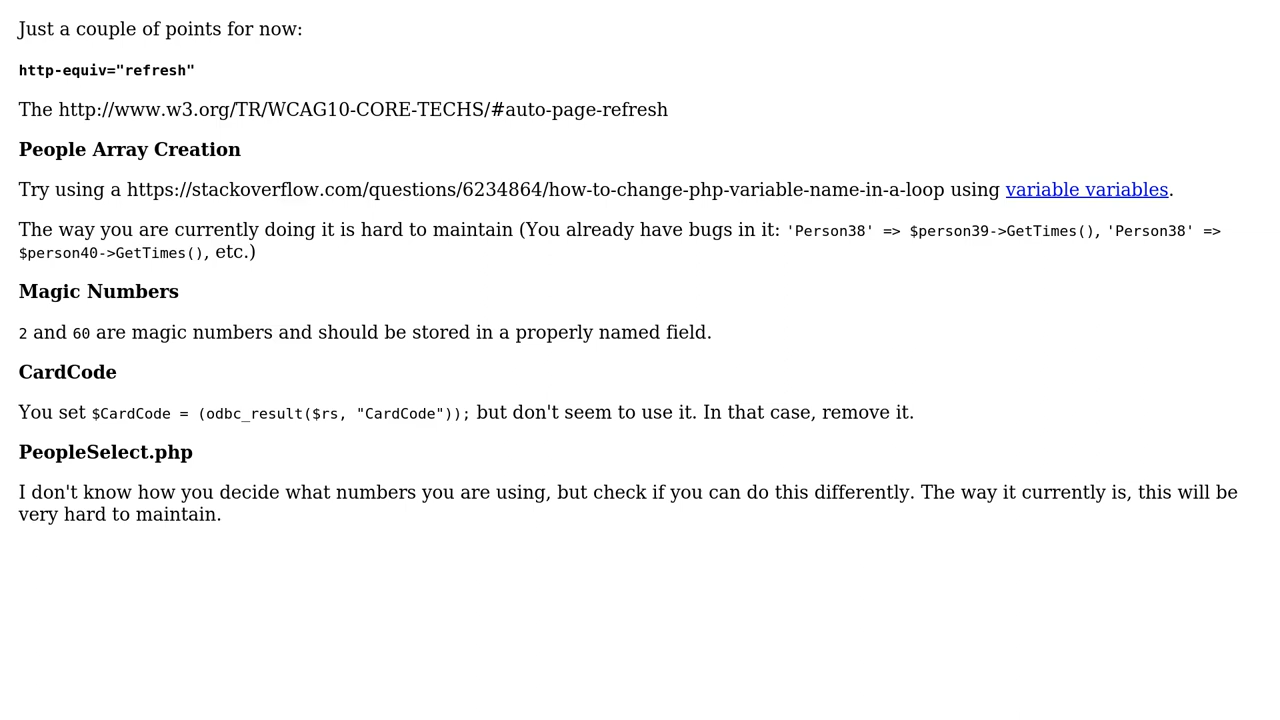 Just a couple of points for now:
http-equiv="refresh"
The http://www.w3.org/TR/WCAG10-CORE-TECHS/#auto-page-refresh
People Array Creation
Try using a https://stackoverflow.com/questions/6234864/how-to-change-php-variable-name-in-a-loop using variable variables.
The way you are currently doing it is hard to maintain (You already have bugs in it: 'Person38' => $person39->GetTimes(), 'Person38' =>
$person40->GetTimes(), etc.)
Magic Numbers
2 and 60 are magic numbers and should be stored in a properly named field.
CardCode
You set $CardCode = (odbc_result($rs, "CardCode")); but don't seem to use it. In that case, remove it.
PeopleSelect.php
I don't know how you decide what numbers you are using, but check if you can do this differently. The way it currently is, this will be
very hard to maintain.